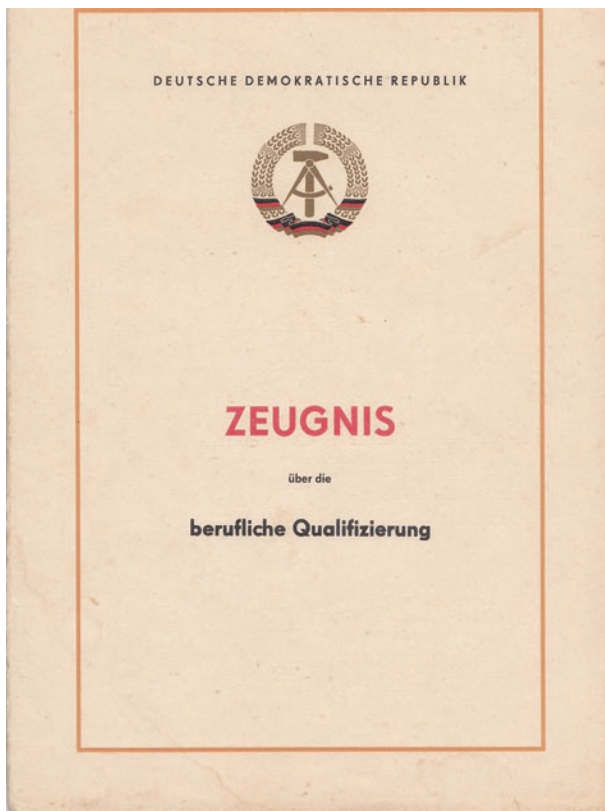 DEUTSCHE DEMOKRATISCHE REPUBLIK
ZEUGNIS
über die
berufliche Qualifizierung